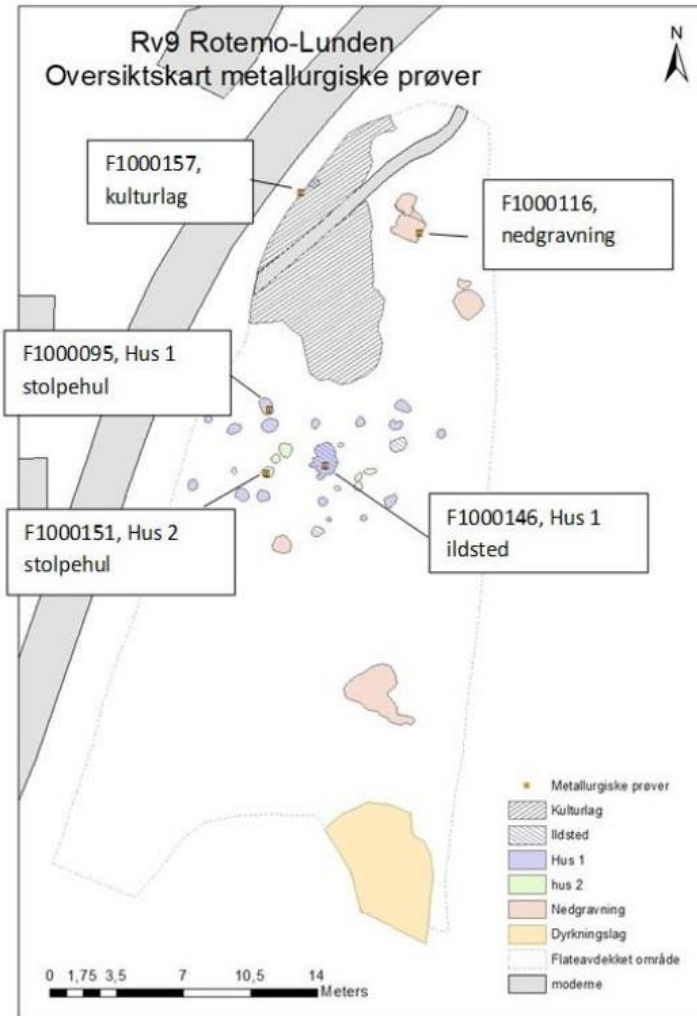 Rv9 Rotemo-Lunden
Oversiktskart metallurgiske prøver
N
F1000157,
kulturlag
F1000116,
nedgravning
F1000095, Hus 1
stolpehul
F1000151, Hus 2
stolpehul
F1000146, Hus 1
ildsted
Metallurgiske prøver
Kulturlag
Ildsted
Hus 1
hus 2
Nedgravning
Dyrkningslag
Flateavdekket område
moderne
0 1,75 3,5 7 10,5 14
Meters